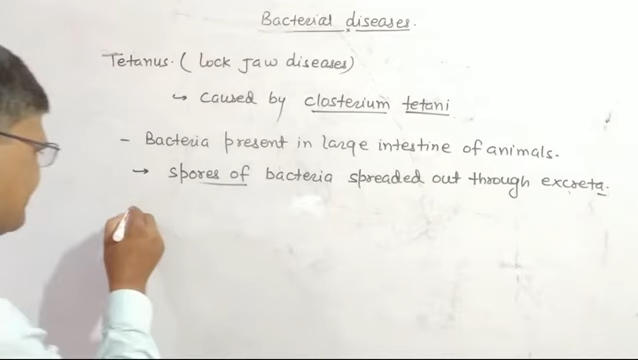 Bacterial diseases.
Tetanus. ( Lock Jaw diseases)
↳ caused by closterium tetani
- Bacteria present in large intestine of animals.
→ spores of bacteria spreaded out through excreta.